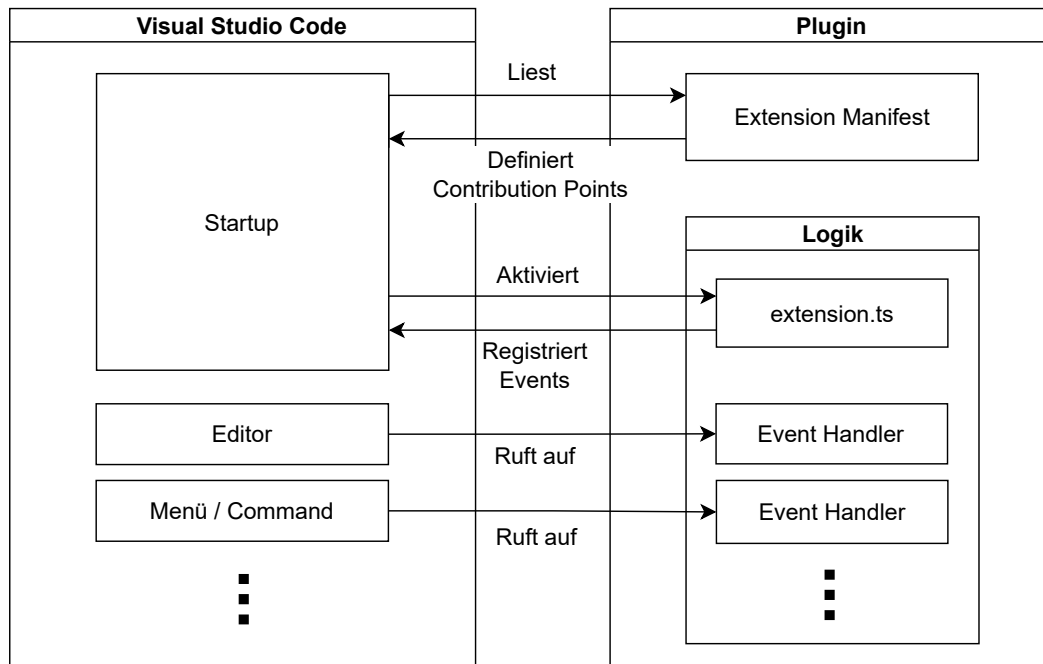 Visual Studio Code
Plugin
Liest
Extension Manifest
Definiert
Contribution Points
Startup
Logik
Aktiviert
extension.ts
Registriert
Events
Editor
Event Handler
Ruft auf
Menü / Command
Event Handler
Ruft auf